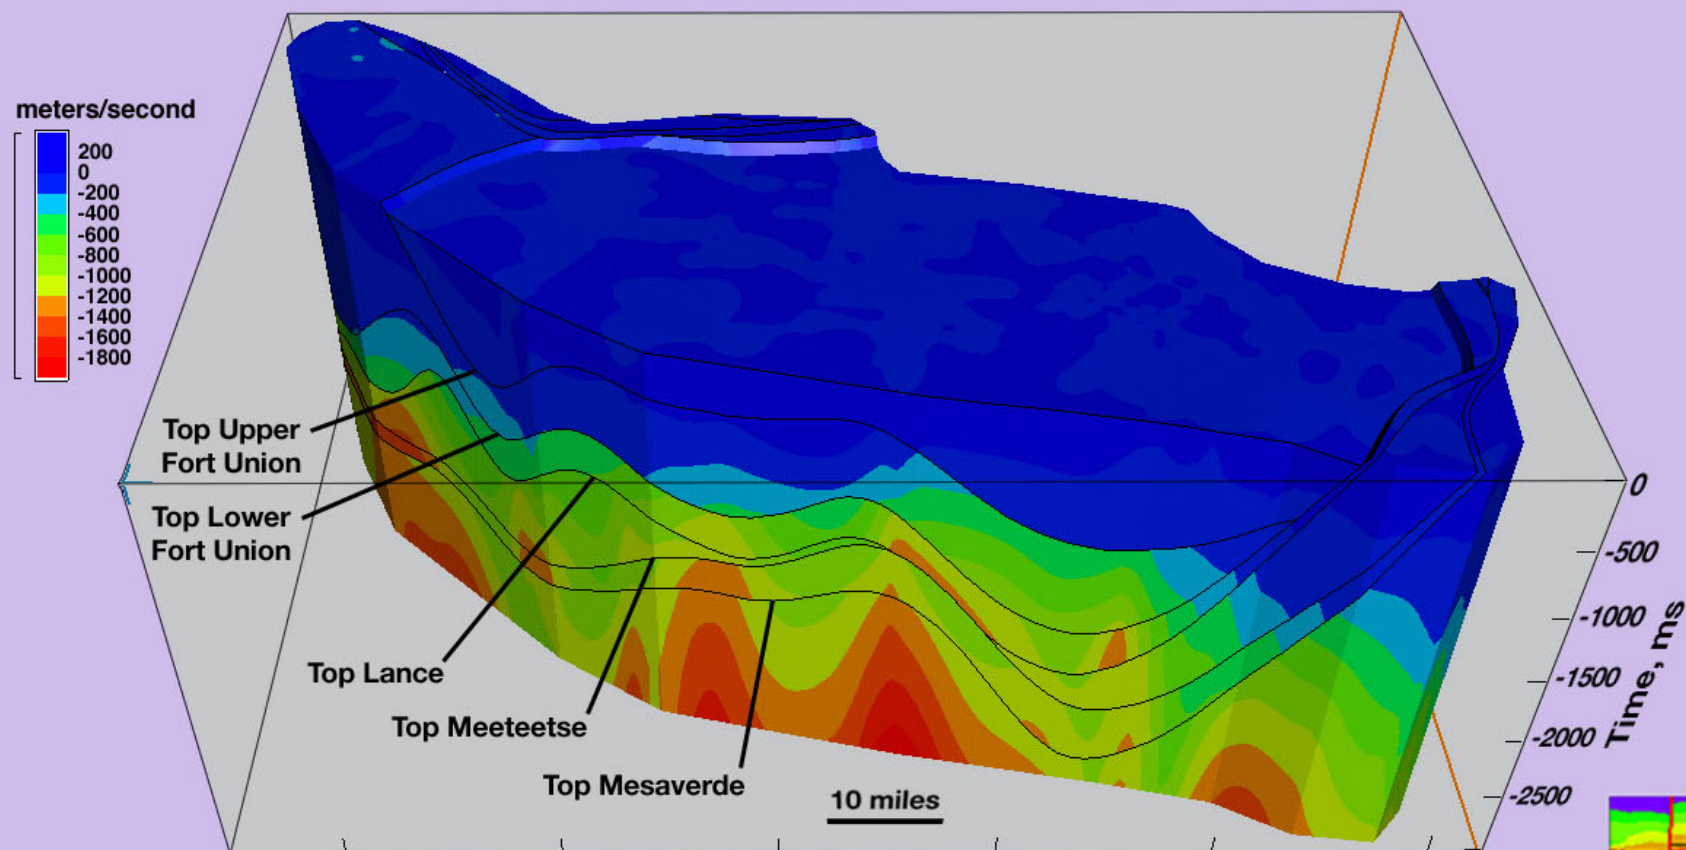 meters/second
200
0
-200
-400
-600
-800
-1000
-1200
-1400
-1600
-1800
Top Upper
Fort Union
Top Lower
Fort Union
Top Lance
Top Meeteetse
Top Mesaverde
10 miles
0
-500
-1000
-1500
-2000
-2500
Time, ms